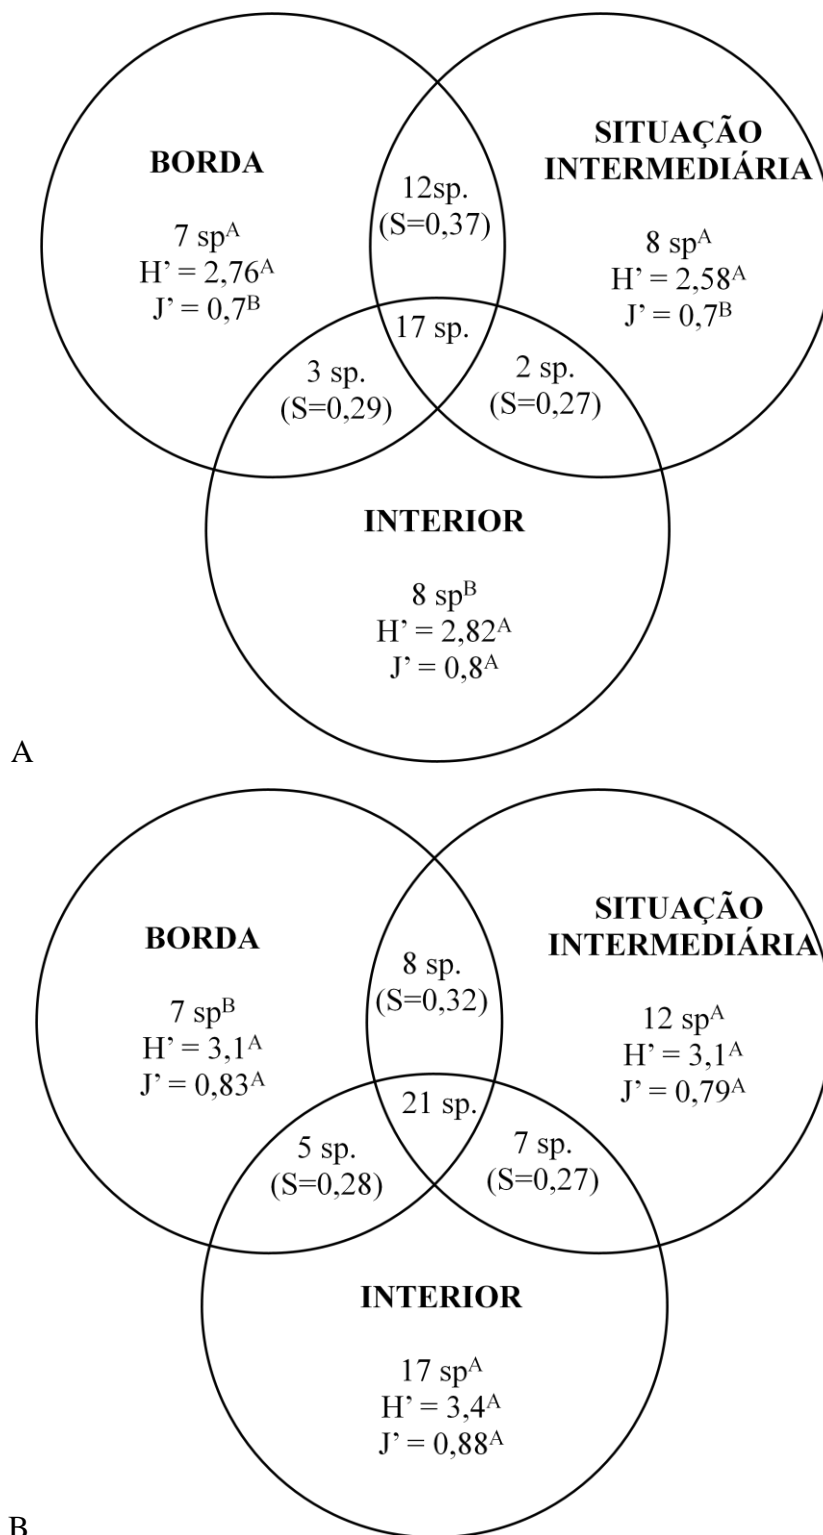 BORDA
7 spᴬ
H’ = 2,76ᴬ
J’ = 0,7ᴮ
12sp.
(S=0,37)
SITUAÇÃO
INTERMEDIÁRIA
8 spᴬ
H’ = 2,58ᴬ
J’ = 0,7ᴮ
17 sp.
3 sp.
(S=0,29)
2 sp.
(S=0,27)
INTERIOR
8 spᴮ
H’ = 2,82ᴬ
J’ = 0,8ᴬ
A
BORDA
7 spᴮ
H’ = 3,1ᴬ
J’ = 0,83ᴬ
8 sp.
(S=0,32)
SITUAÇÃO
INTERMEDIÁRIA
12 spᴬ
H’ = 3,1ᴬ
J’ = 0,79ᴬ
21 sp.
5 sp.
(S=0,28)
7 sp.
(S=0,27)
INTERIOR
17 spᴬ
H’ = 3,4ᴬ
J’ = 0,88ᴬ
B